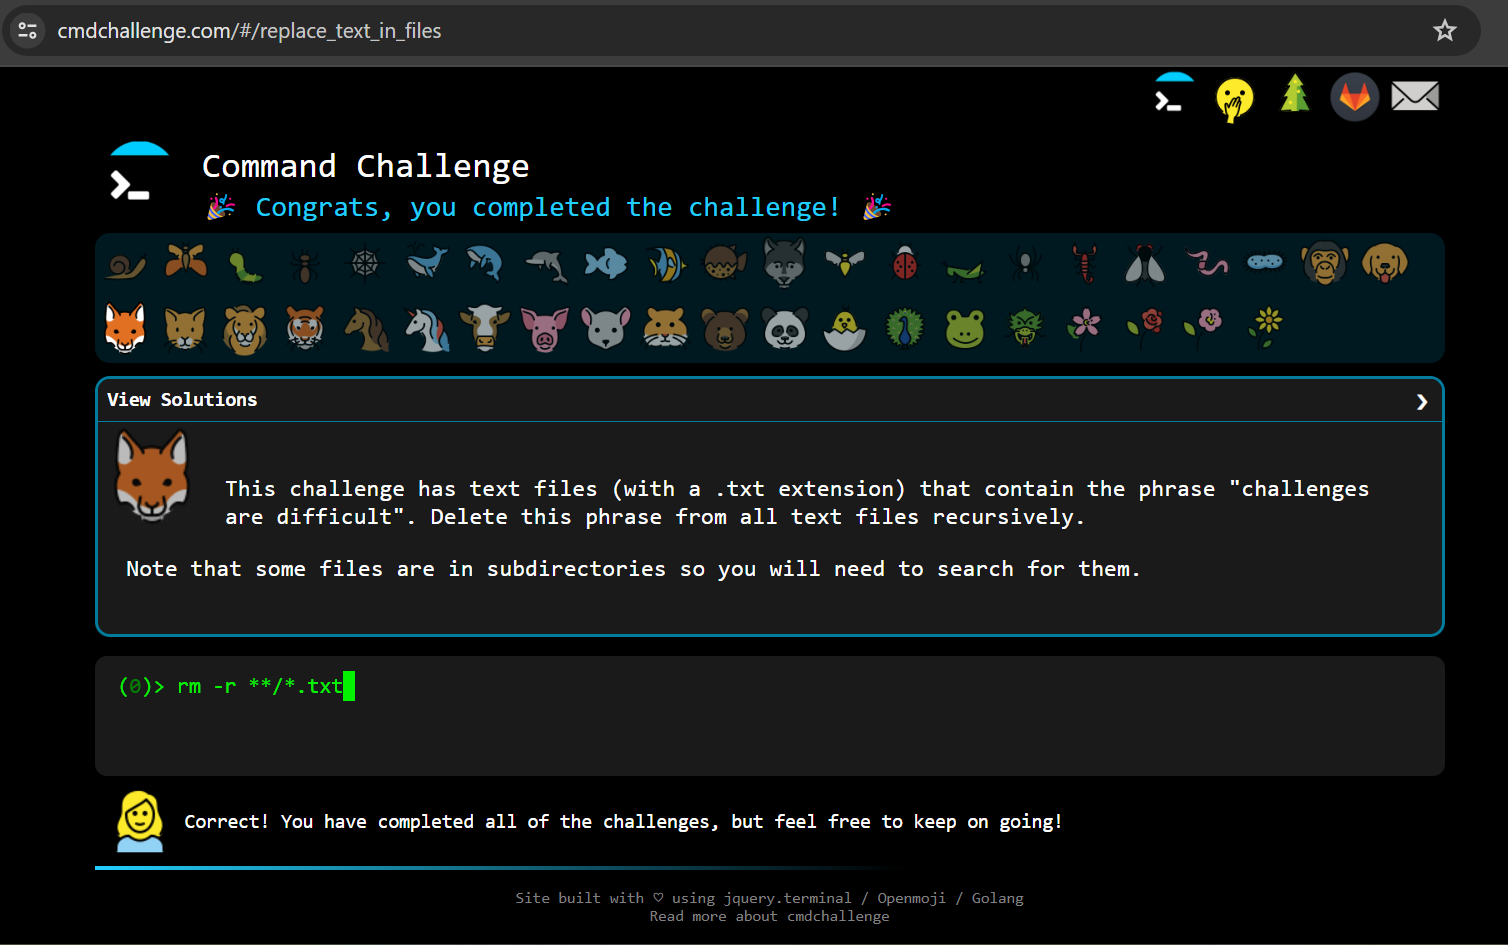 cmdchallenge.com/#/replace_text_in_files
Command Challenge
🎉 Congrats, you completed the challenge! 🎉
View Solutions
This challenge has text files (with a .txt extension) that contain the phrase "challenges
are difficult". Delete this phrase from all text files recursively.
Note that some files are in subdirectories so you will need to search for them.
(0)> rm -r **/*.txt
Correct! You have completed all of the challenges, but feel free to keep on going!
Site built with ♡ using jquery.terminal / Openmoji / Golang
Read more about cmdchallenge